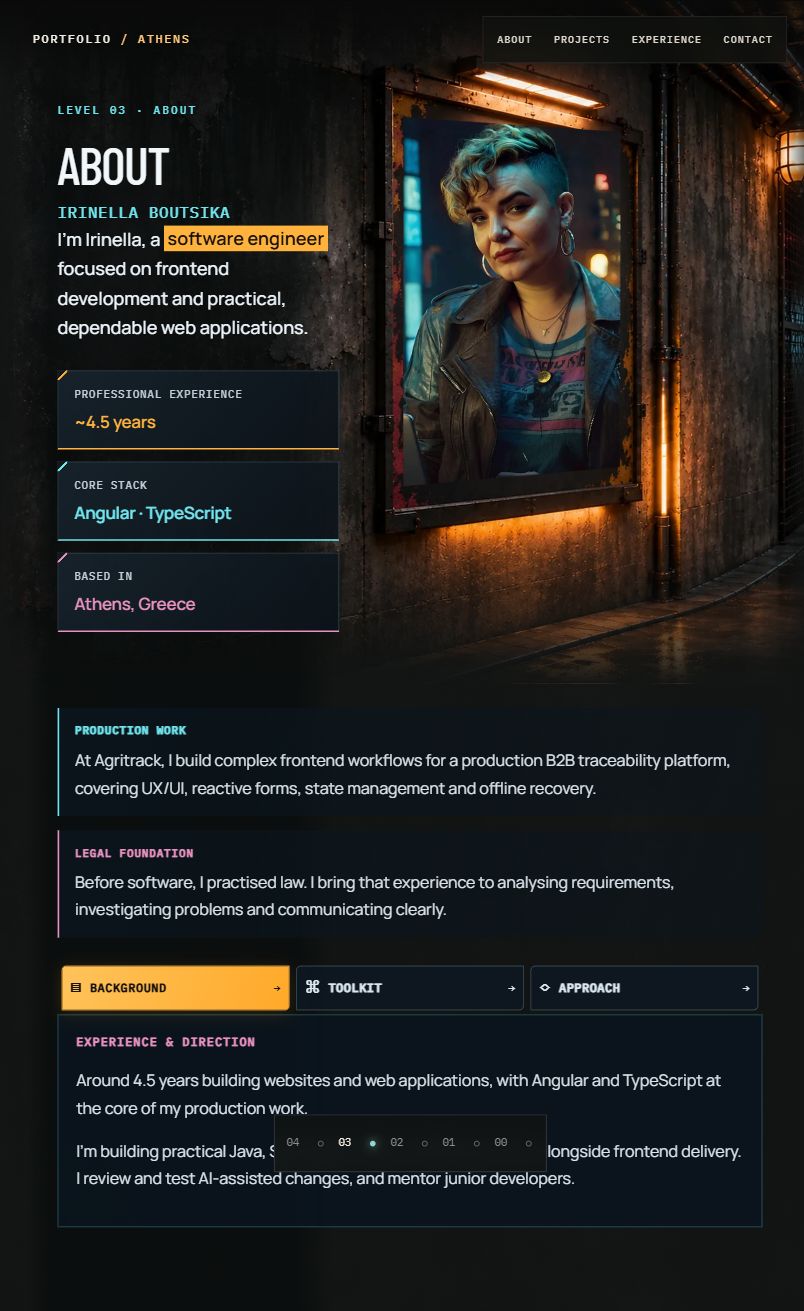 PORTFOLIO / ATHENS
ABOUT PROJECTS EXPERIENCE CONTACT
LEVEL 03 · ABOUT
ABOUT
IRINELLA BOUTSIKA
I'm Irinella, a software engineer
focused on frontend
development and practical,
dependable web applications.
PROFESSIONAL EXPERIENCE
~4.5 years
CORE STACK
Angular · TypeScript
BASED IN
Athens, Greece
PRODUCTION WORK
At Agritrack, I build complex frontend workflows for a production B2B traceability platform,
covering UX/UI, reactive forms, state management and offline recovery.
LEGAL FOUNDATION
Before software, I practised law. I bring that experience to analysing requirements,
investigating problems and communicating clearly.
BACKGROUND → TOOLKIT → APPROACH →
EXPERIENCE & DIRECTION
Around 4.5 years building websites and web applications, with Angular and TypeScript at
the core of my production work.
04 03 02 01 00
I'm building practical Java, longside frontend delivery.
I review and test AI-assisted changes, and mentor junior developers.